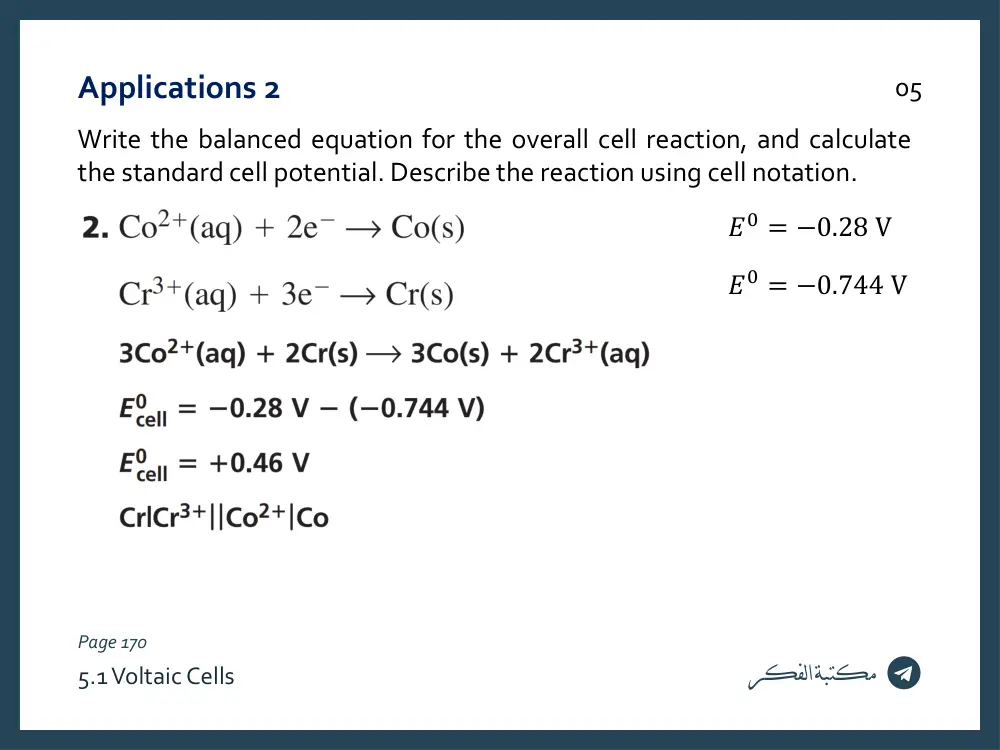 Applications 2
05
Write the balanced equation for the overall cell reaction, and calculate
the standard cell potential. Describe the reaction using cell notation.
2. Co²⁺(aq) + 2e⁻ ⟶ Co(s)
E⁰ = −0.28 V
Cr³⁺(aq) + 3e⁻ ⟶ Cr(s)
E⁰ = −0.744 V
3Co²⁺(aq) + 2Cr(s) ⟶ 3Co(s) + 2Cr³⁺(aq)
E⁰cell = −0.28 V − (−0.744 V)
E⁰cell = +0.46 V
Cr|Cr³⁺||Co²⁺|Co
Page 170
5.1 Voltaic Cells
مكتبة الفكر